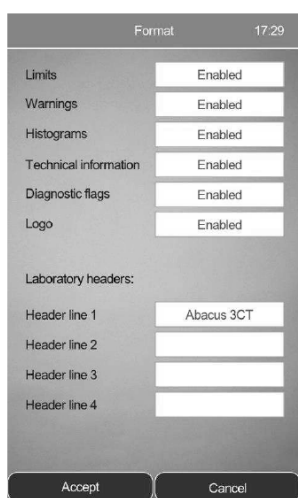 Format 17:29
Limits Enabled
Warnings Enabled
Histograms Enabled
Technical information Enabled
Diagnostic flags Enabled
Logo Enabled
Laboratory headers:
Header line 1 Abacus 3CT
Header line 2
Header line 3
Header line 4
Accept Cancel